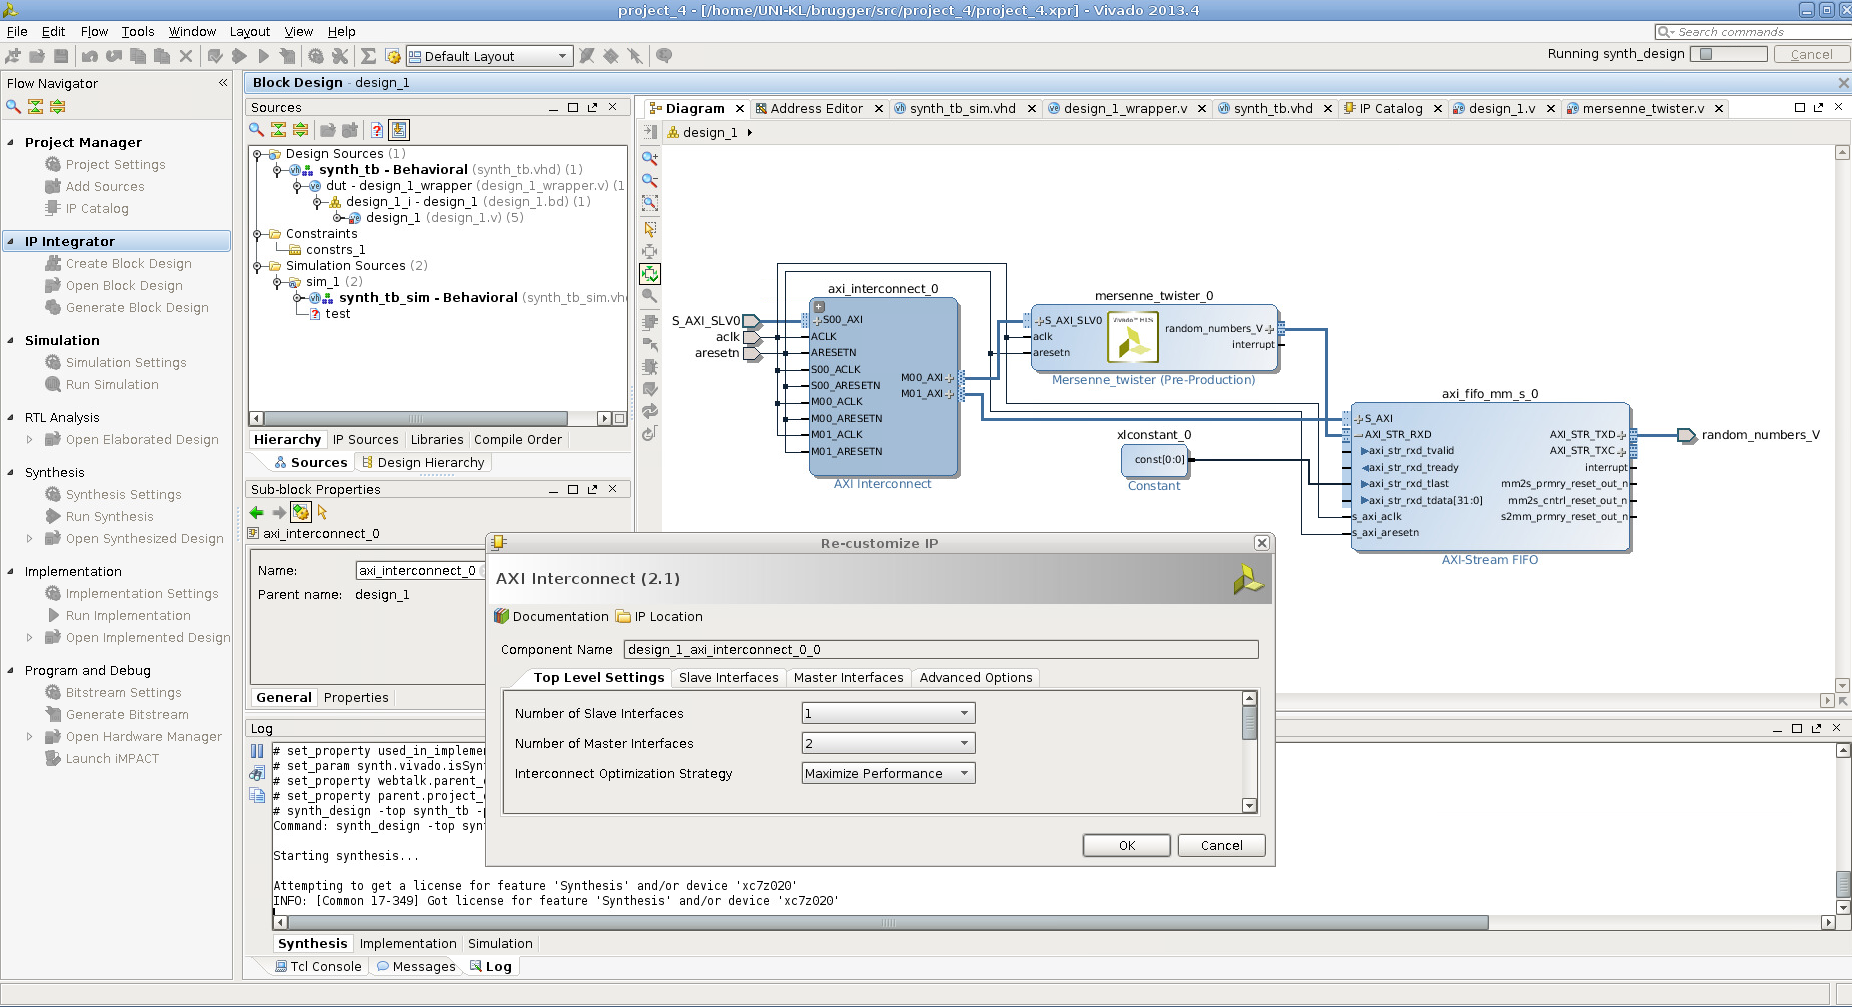 project_4 - [/home/UNI-KL/brugger/src/project_4/project_4.xpr] - Vivado 2013.4
File Edit Flow Tools Window Layout View Help
Search commands
Default Layout
Running synth_design
Cancel
Flow Navigator
Project Manager
Project Settings
Add Sources
IP Catalog
IP Integrator
Create Block Design
Open Block Design
Generate Block Design
Simulation
Simulation Settings
Run Simulation
RTL Analysis
Open Elaborated Design
Synthesis
Synthesis Settings
Run Synthesis
Open Synthesized Design
Implementation
Implementation Settings
Run Implementation
Open Implemented Design
Program and Debug
Bitstream Settings
Generate Bitstream
Open Hardware Manager
Launch iMPACT
Block Design - design_1
Sources
Design Sources (1)
synth_tb - Behavioral (synth_tb.vhd) (1)
dut - design_1_wrapper (design_1_wrapper.v) (1
design_1_i - design_1 (design_1.bd) (1)
design_1 (design_1.v) (5)
Constraints
constrs_1
Simulation Sources (2)
sim_1 (2)
synth_tb_sim - Behavioral (synth_tb_sim.vh
test
Hierarchy IP Sources Libraries Compile Order
Sources Design Hierarchy
Sub-block Properties
axi_interconnect_0
Name: axi_interconnect_0
Parent name: design_1
General Properties
Diagram Address Editor synth_tb_sim.vhd design_1_wrapper.v synth_tb.vhd IP Catalog design_1.v mersenne_twister.v
design_1
S_AXI_SLV0
aclk
aresetn
axi_interconnect_0
S00_AXI
ACLK
ARESETN
S00_ACLK
S00_ARESETN
M00_ACLK
M00_ARESETN
M01_ACLK
M01_ARESETN
M00_AXI
M01_AXI
AXI Interconnect
mersenne_twister_0
S_AXI_SLV0
aclk
aresetn
Vivado™ HLS
random_numbers_V
interrupt
Mersenne_twister (Pre-Production)
xlconstant_0
const[0:0]
Constant
axi_fifo_mm_s_0
S_AXI
AXI_STR_RXD
axi_str_rxd_tvalid
axi_str_rxd_tready
axi_str_rxd_tlast
axi_str_rxd_tdata[31:0]
s_axi_aclk
s_axi_aresetn
AXI_STR_TXD
AXI_STR_TXC
interrupt
mm2s_prmry_reset_out_n
mm2s_cntrl_reset_out_n
s2mm_prmry_reset_out_n
AXI-Stream FIFO
random_numbers_V
Re-customize IP
AXI Interconnect (2.1)
Documentation IP Location
Component Name design_1_axi_interconnect_0_0
Top Level Settings Slave Interfaces Master Interfaces Advanced Options
Number of Slave Interfaces 1
Number of Master Interfaces 2
Interconnect Optimization Strategy Maximize Performance
OK Cancel
Log
# set_property used_in_implemen
# set_param synth.vivado.isSyn
# set_property webtalk.parent_
# set_property parent.project_
# synth_design -top synth_tb -
Command: synth_design -top syn
Starting synthesis...
Attempting to get a license for feature 'Synthesis' and/or device 'xc7z020'
INFO: [Common 17-349] Got license for feature 'Synthesis' and/or device 'xc7z020'
Synthesis Implementation Simulation
Tcl Console Messages Log